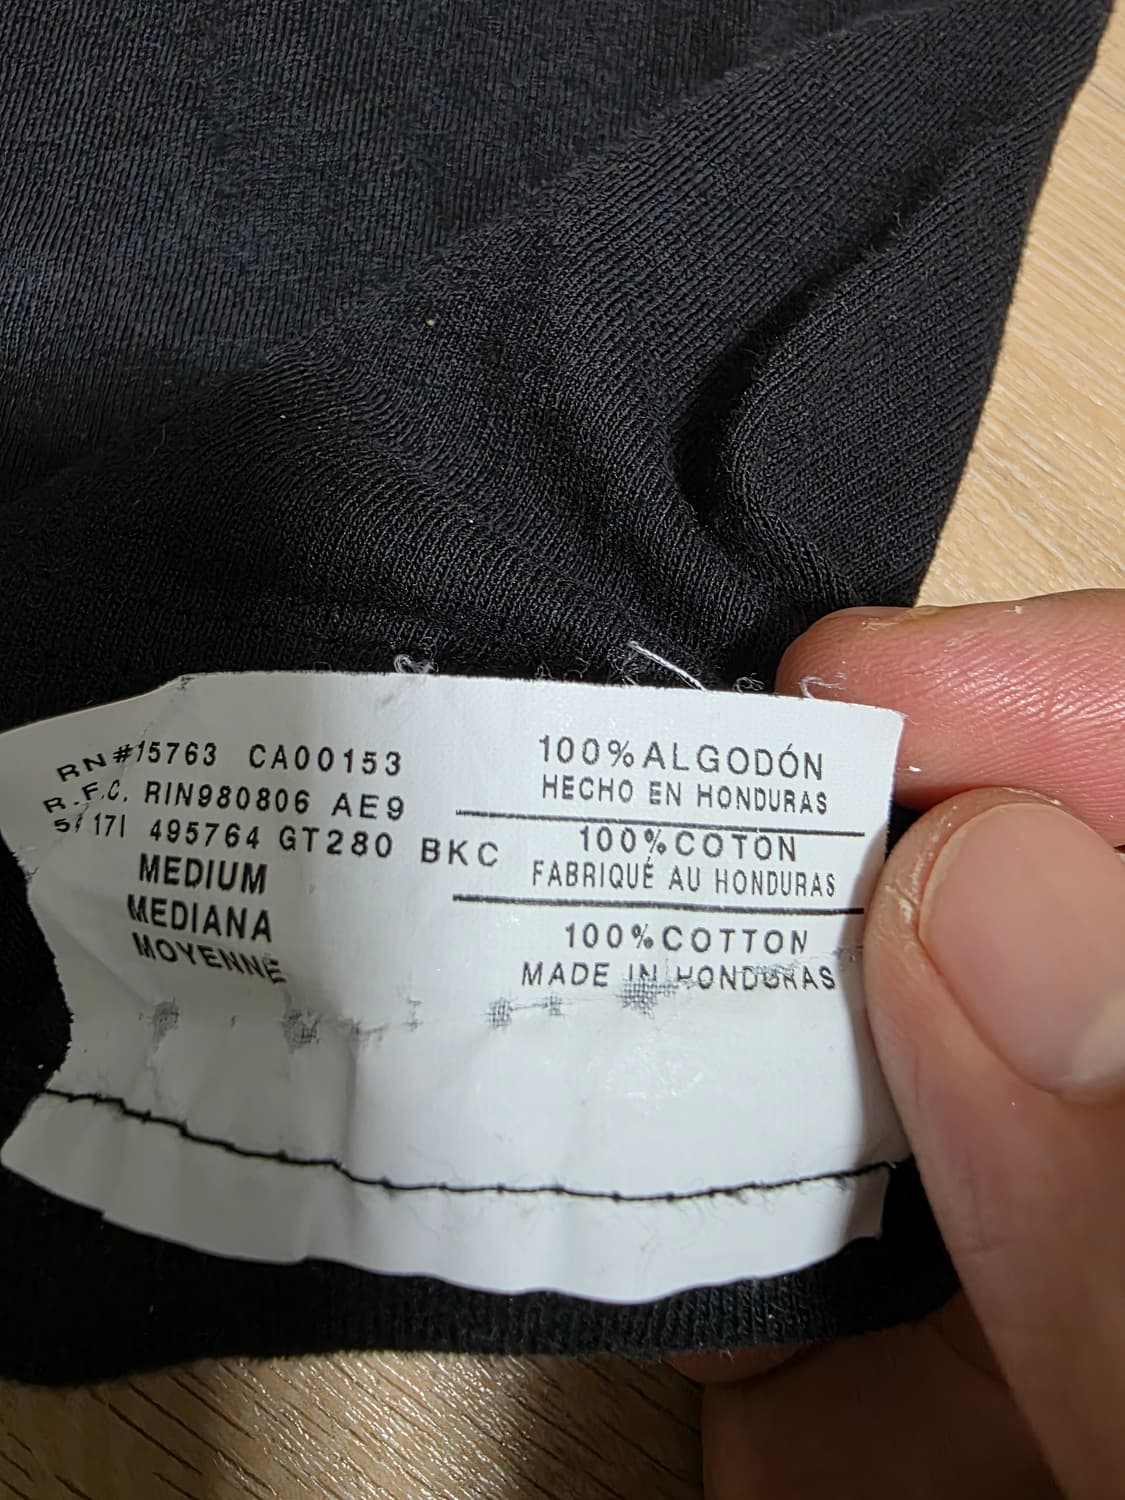 RN#15763 CA00153
R.F.C. RIN980806 AE9
171 495764 GT280 BKC
MEDIUM
MEDIANA
MOYENNE
100%ALGODÓN
HECHO EN HONDURAS
100%COTON
FABRIQUÉ AU HONDURAS
100%COTTON
MADE IN HONDURAS